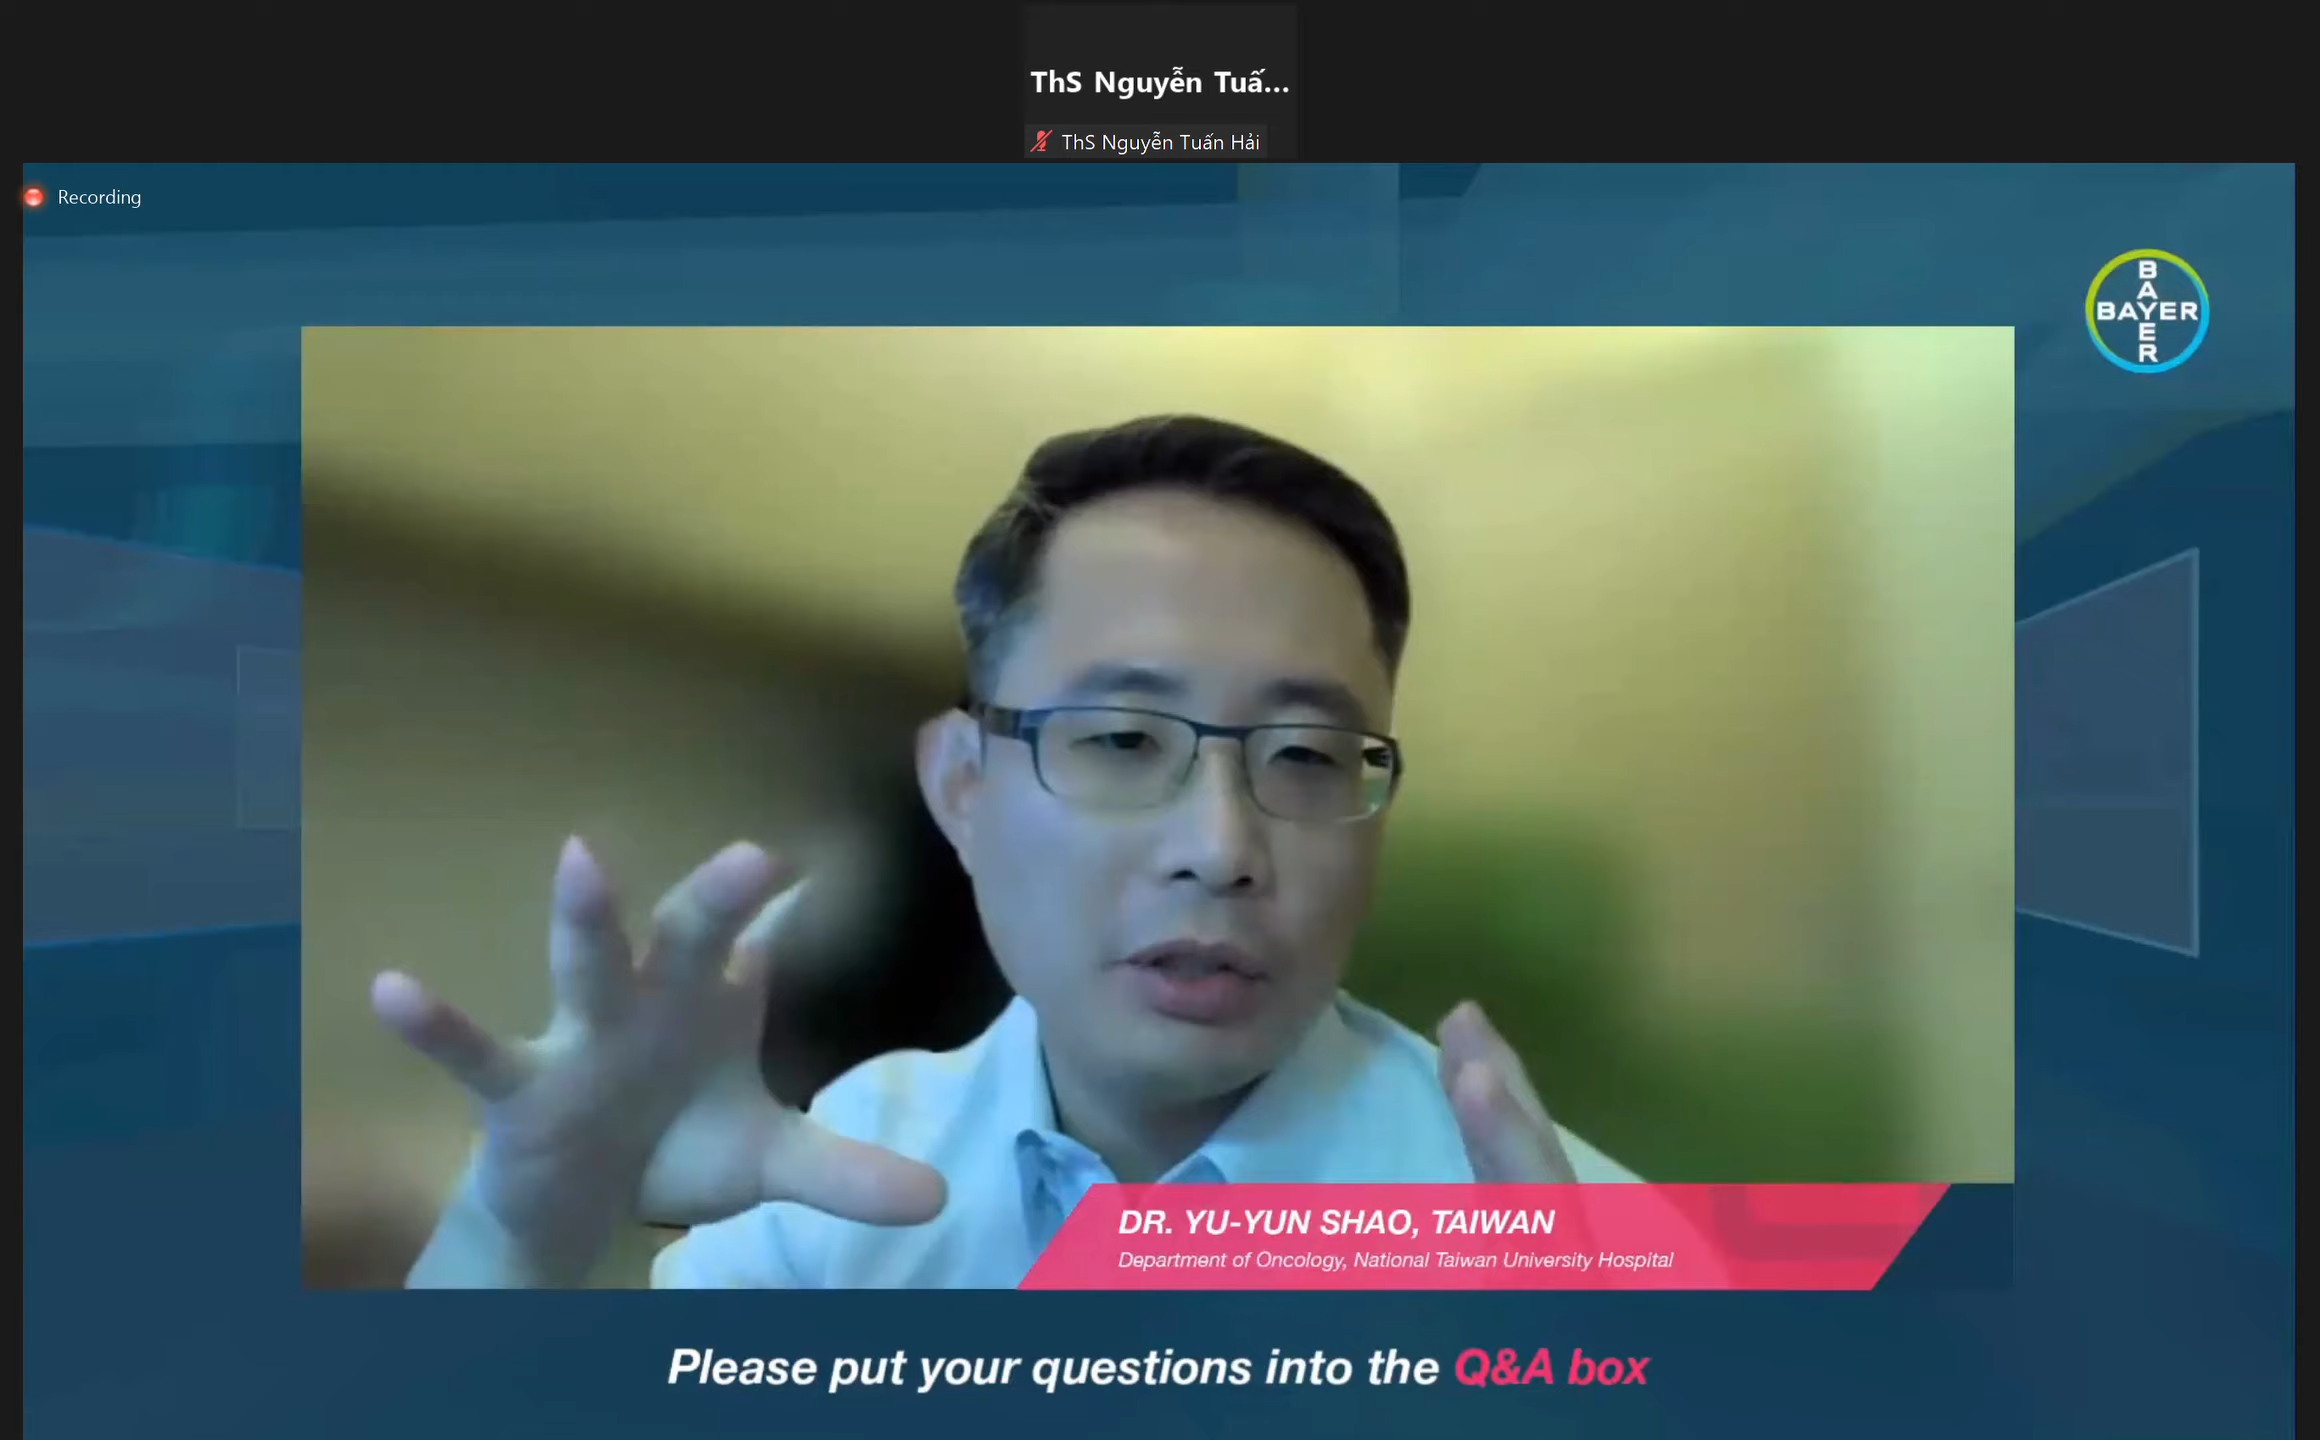 ThS Nguyễn Tuấ...
ThS Nguyễn Tuấn Hải
Recording
BAYER
BAYER
DR. YU-YUN SHAO, TAIWAN
Department of Oncology, National Taiwan University Hospital
Please put your questions into the Q&A box